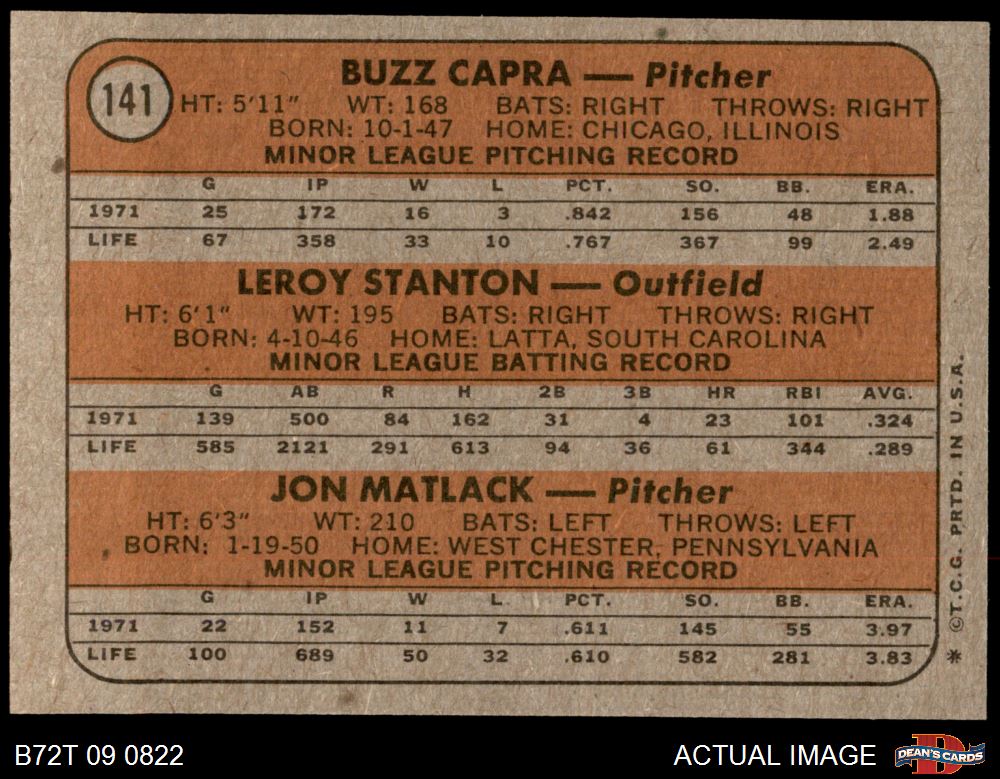 141
BUZZ CAPRA — Pitcher
HT: 5'11" WT: 168 BATS: RIGHT THROWS: RIGHT
BORN: 10-1-47 HOME: CHICAGO, ILLINOIS
MINOR LEAGUE PITCHING RECORD
G IP W L PCT. SO. BB. ERA.
1971 25 172 16 3 .842 156 48 1.88
LIFE 67 358 33 10 .767 367 99 2.49
LEROY STANTON — Outfield
HT: 6'1" WT: 195 BATS: RIGHT THROWS: RIGHT
BORN: 4-10-46 HOME: LATTA, SOUTH CAROLINA
MINOR LEAGUE BATTING RECORD
G AB R H 2B 3B HR RBI AVG.
1971 139 500 84 162 31 4 23 101 .324
LIFE 585 2121 291 613 94 36 61 344 .289
JON MATLACK — Pitcher
HT: 6'3" WT: 210 BATS: LEFT THROWS: LEFT
BORN: 1-19-50 HOME: WEST CHESTER, PENNSYLVANIA
MINOR LEAGUE PITCHING RECORD
G IP W L PCT. SO. BB. ERA.
1971 22 152 11 7 .611 145 55 3.97
LIFE 100 689 50 32 .610 582 281 3.83
* ©T.C.G. PRTD. IN U.S.A.
B72T 09 0822
ACTUAL IMAGE
DEAN'S CARDS